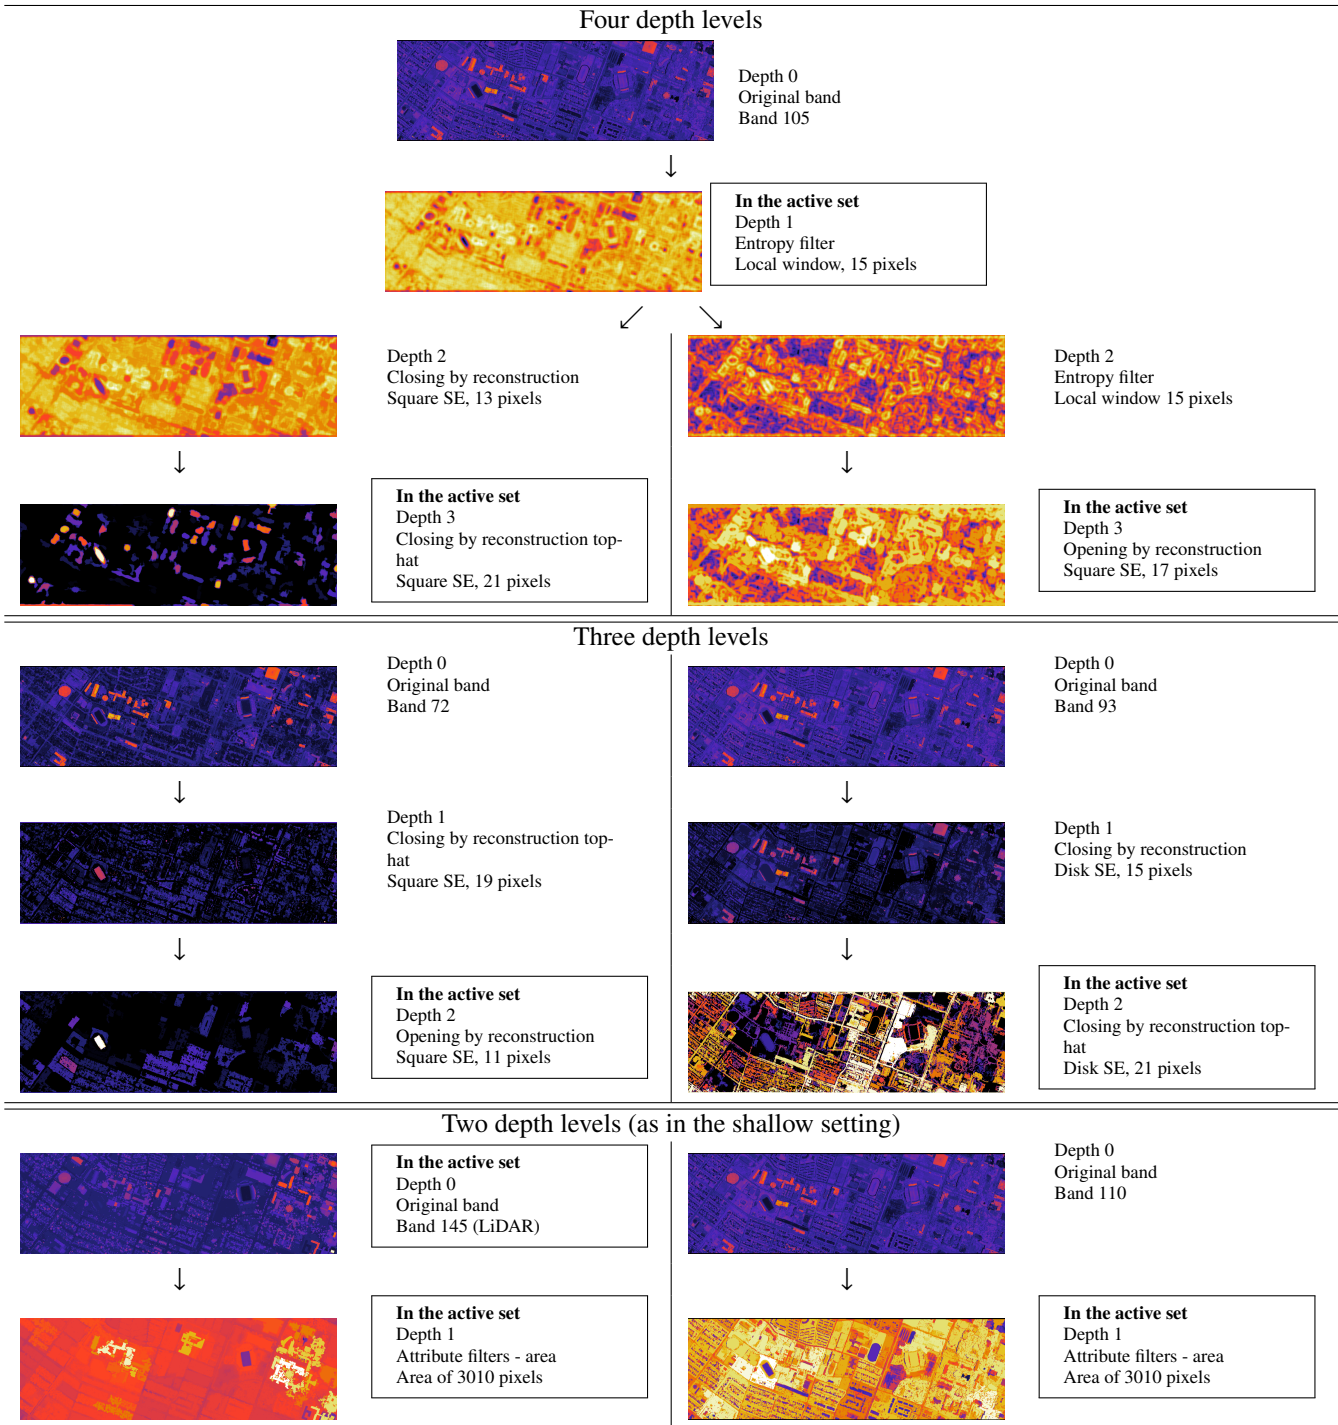 Four depth levels
Depth 0
Original band
Band 105
In the active set
Depth 1
Entropy filter
Local window, 15 pixels
Depth 2
Closing by reconstruction
Square SE, 13 pixels
Depth 2
Entropy filter
Local window 15 pixels
In the active set
Depth 3
Closing by reconstruction top-
hat
Square SE, 21 pixels
In the active set
Depth 3
Opening by reconstruction
Square SE, 17 pixels
Three depth levels
Depth 0
Original band
Band 72
Depth 0
Original band
Band 93
Depth 1
Closing by reconstruction top-
hat
Square SE, 19 pixels
Depth 1
Closing by reconstruction
Disk SE, 15 pixels
In the active set
Depth 2
Opening by reconstruction
Square SE, 11 pixels
In the active set
Depth 2
Closing by reconstruction top-
hat
Disk SE, 21 pixels
Two depth levels (as in the shallow setting)
In the active set
Depth 0
Original band
Band 145 (LiDAR)
Depth 0
Original band
Band 110
In the active set
Depth 1
Attribute filters - area
Area of 3010 pixels
In the active set
Depth 1
Attribute filters - area
Area of 3010 pixels